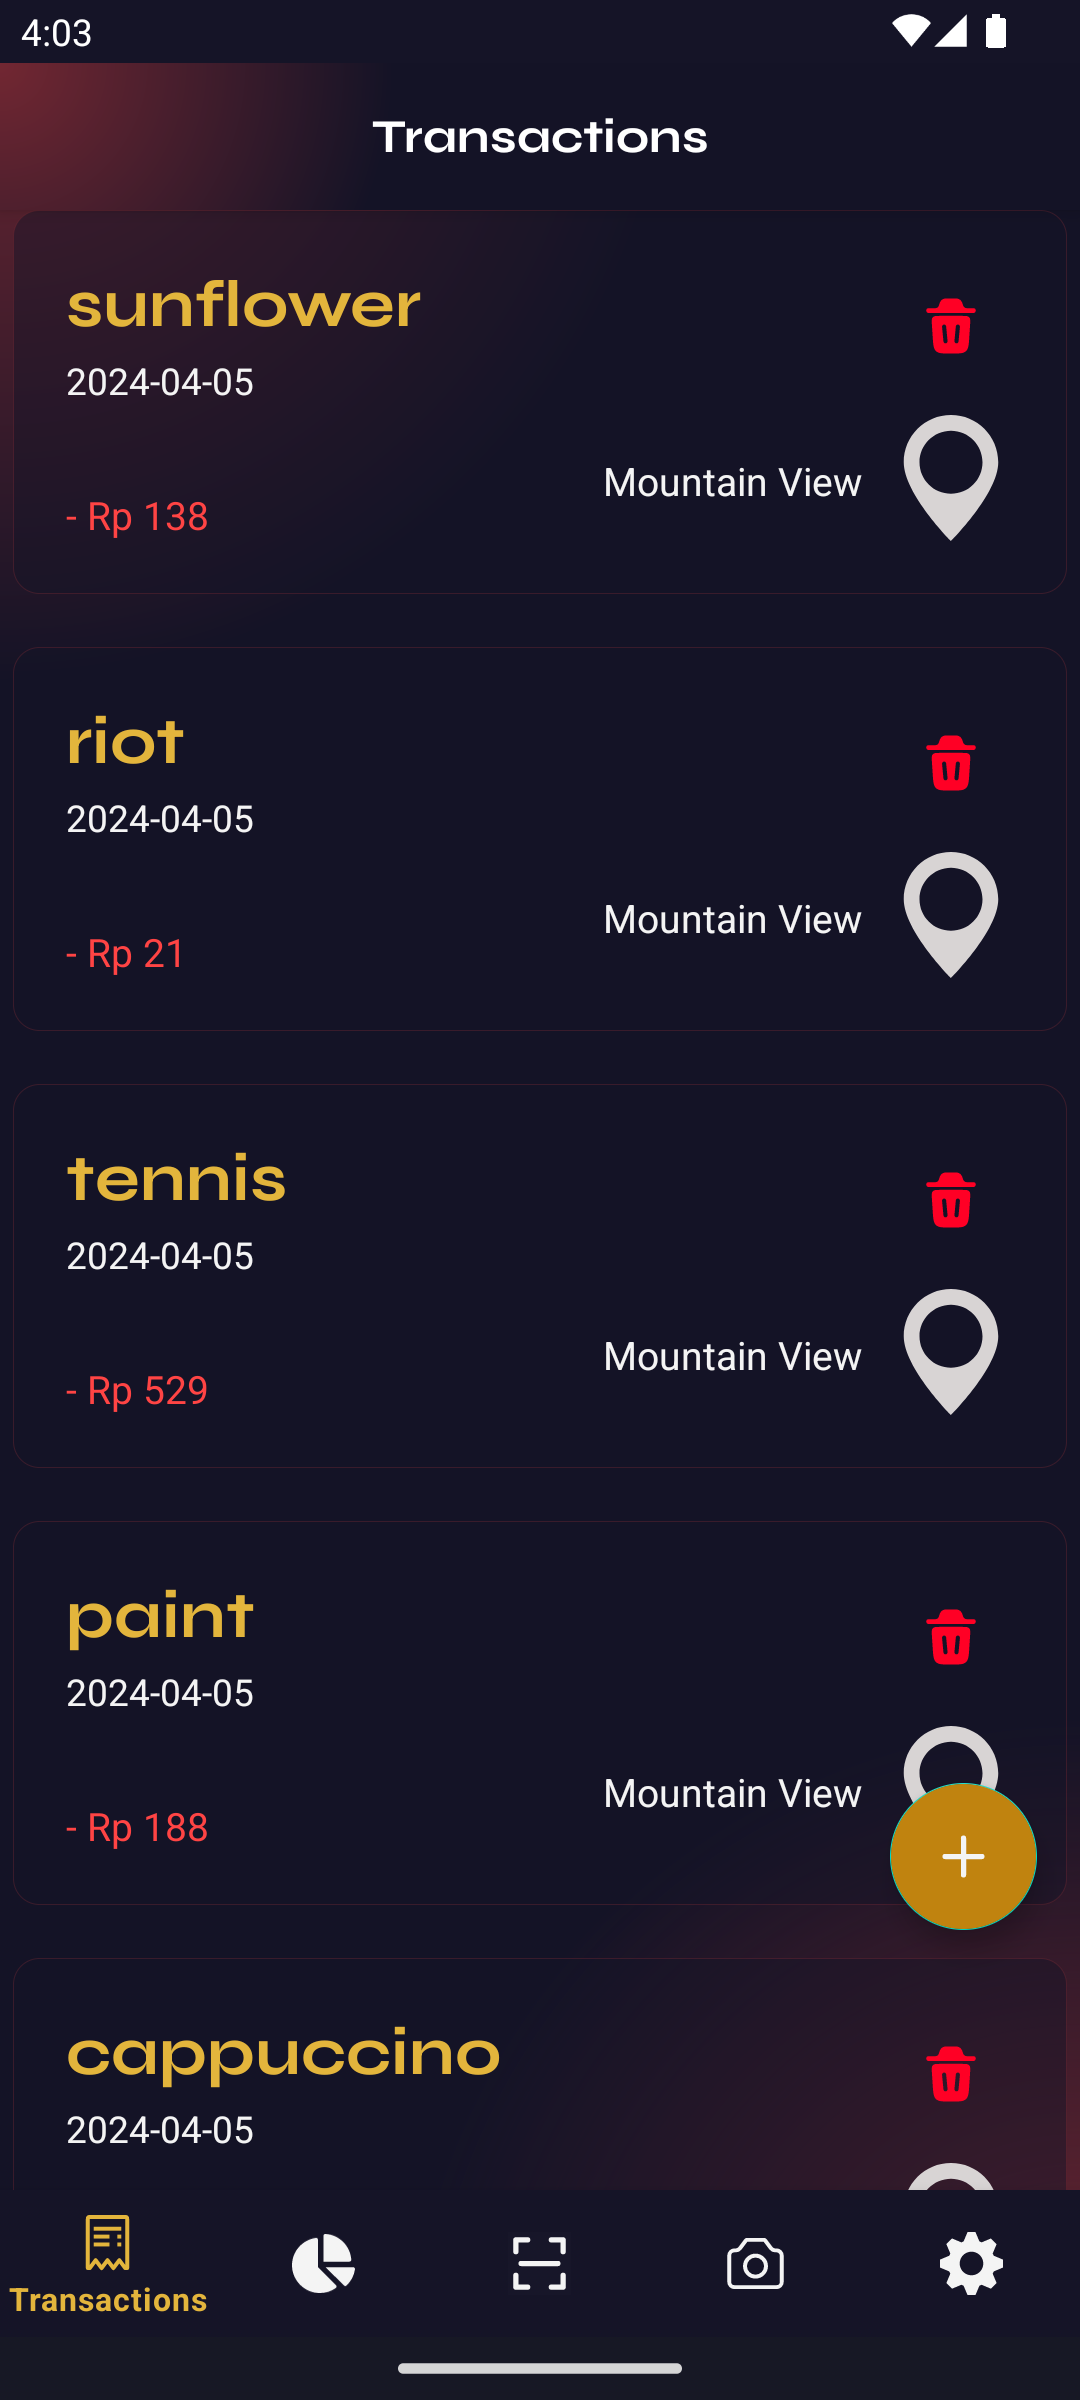 4:03
Transactions
sunflower
2024-04-05
Mountain View
- Rp 138
riot
2024-04-05
Mountain View
- Rp 21
tennis
2024-04-05
Mountain View
- Rp 529
paint
2024-04-05
Mountain View
- Rp 188
cappuccino
2024-04-05
Transactions